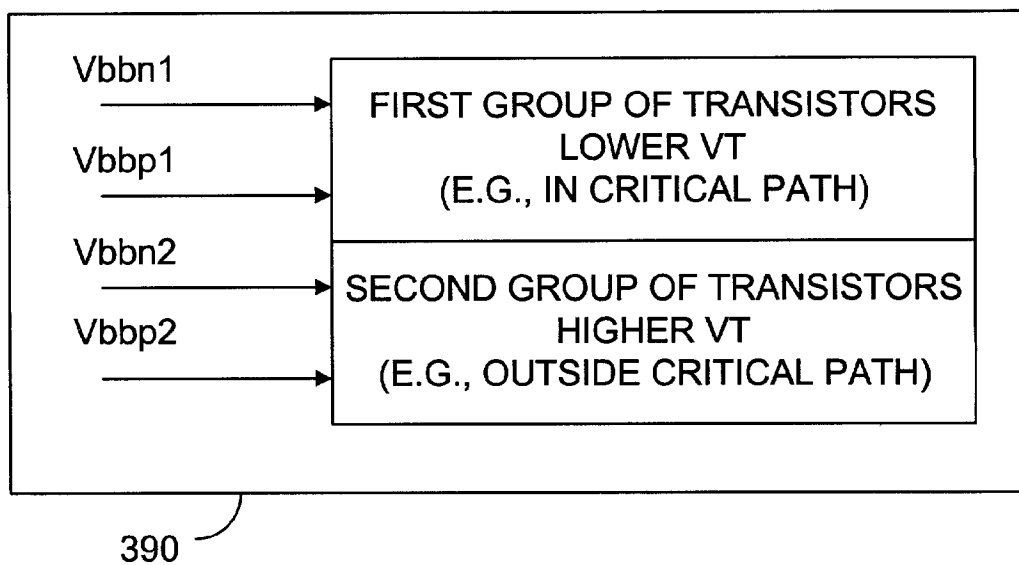 Vbbn1
Vbbp1
FIRST GROUP OF TRANSISTORS
LOWER VT
(E.G., IN CRITICAL PATH)
Vbbn2
Vbbp2
SECOND GROUP OF TRANSISTORS
HIGHER VT
(E.G., OUTSIDE CRITICAL PATH)
390